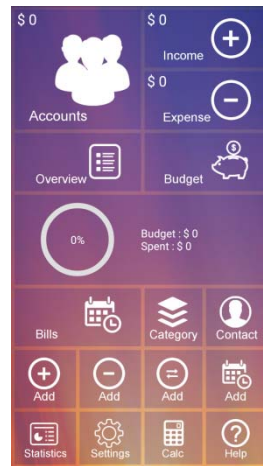 $ 0
$ 0
Income
$ 0
Accounts
Expense
Overview
Budget
0%
Budget : $ 0
Spent : $ 0
Bills
Category
Contact
Add
Add
Add
Add
Statistics
Settings
Calc
Help